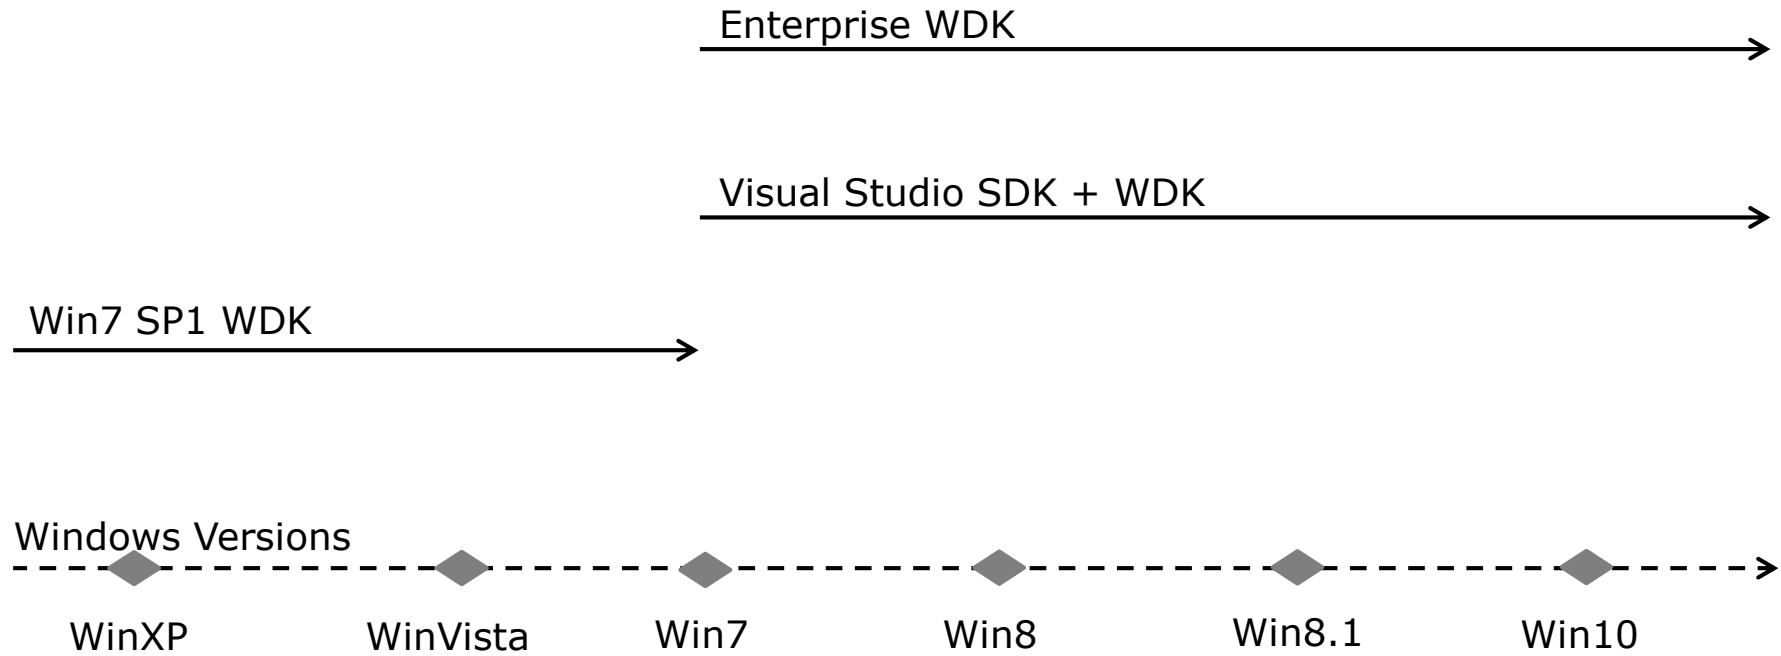 Enterprise WDK
Visual Studio SDK + WDK
Win7 SP1 WDK
Windows Versions
WinXP WinVista Win7 Win8 Win8.1 Win10